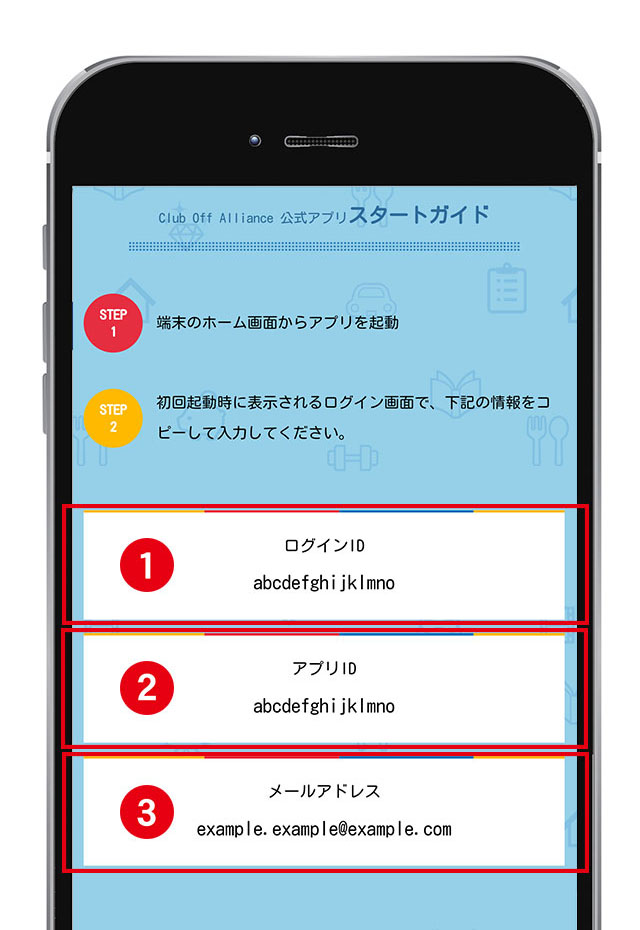 Club Off Alliance 公式アプリスタートガイド
STEP
1
端末のホーム画面からアプリを起動
STEP
2
初回起動時に表示されるログイン画面で、下記の情報をコ
ピーして入力してください。
1
ログインID
abcdefghijklmno
2
アプリID
abcdefghijklmno
3
メールアドレス
example.example@example.com